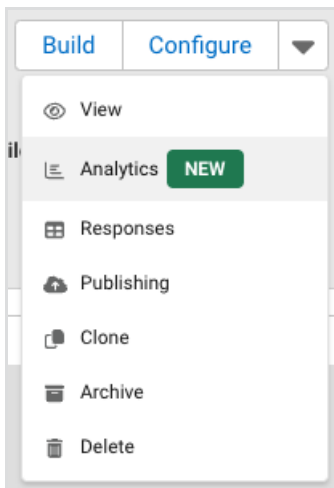 Build Configure
View
Analytics NEW
Responses
Publishing
Clone
Archive
Delete